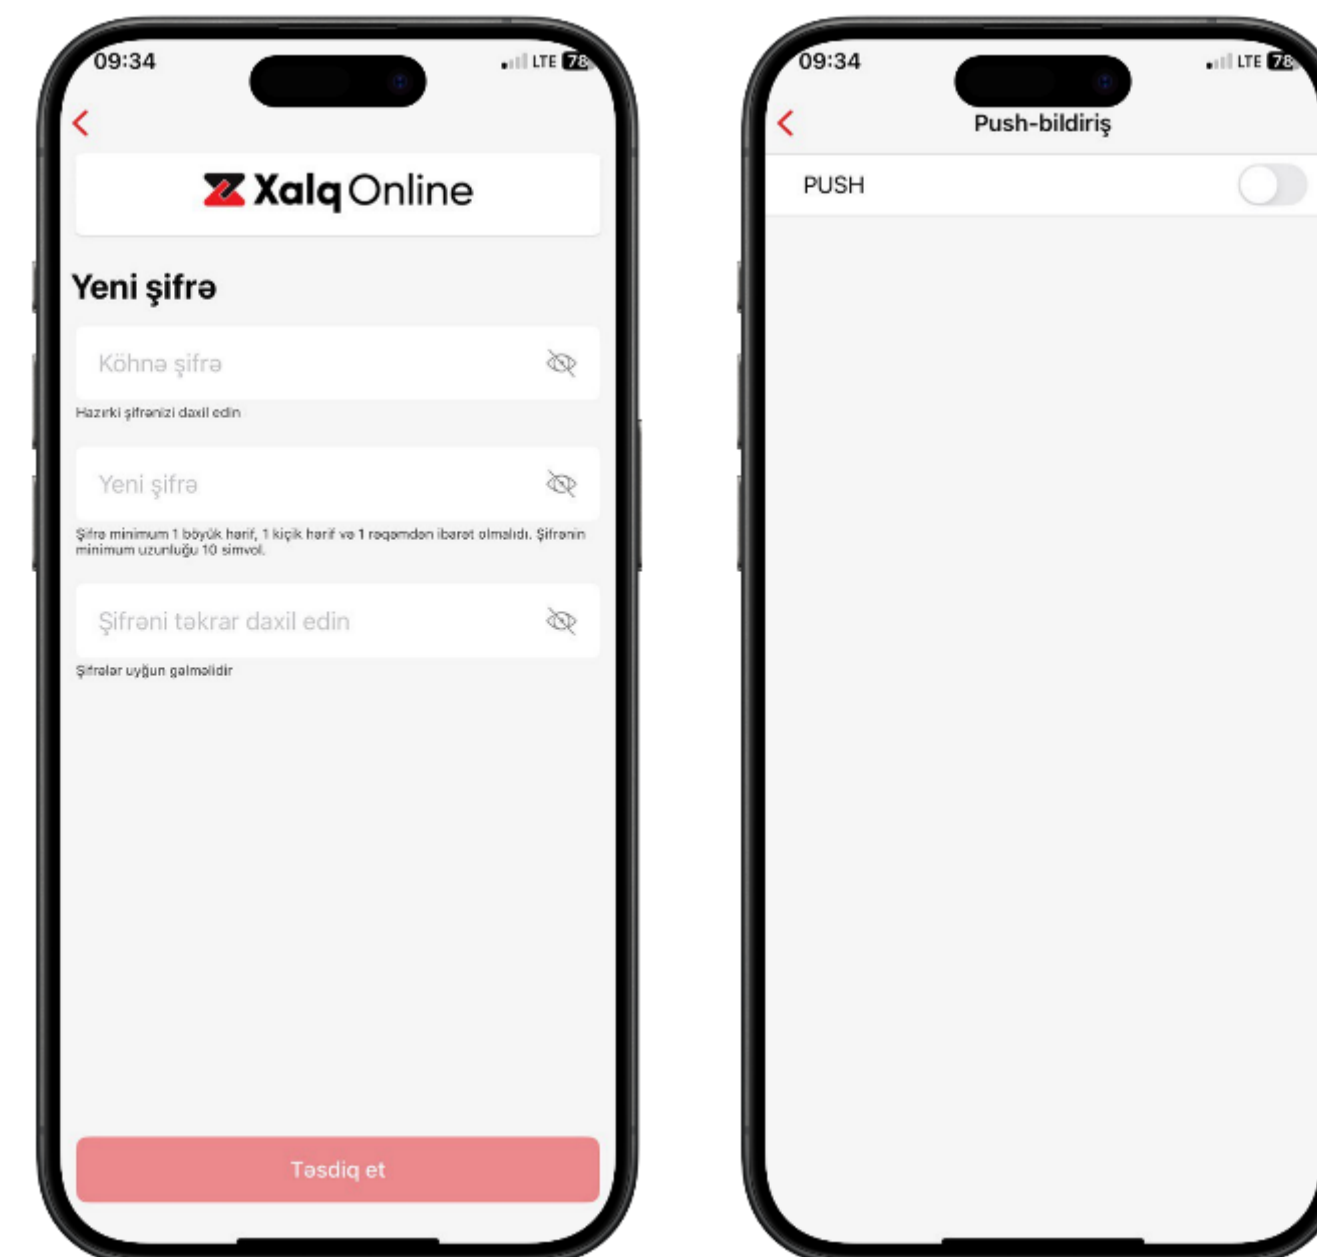 09:34
LTE 78
Xalq Online
Yeni şifrə
Köhnə şifrə
Hazırki şifrənizi daxil edin
Yeni şifrə
Şifrə minimum 1 böyük hərif, 1 kiçik hərif və 1 rəqəmdən ibarət olmalıdı. Şifrənin
minimum uzunluğu 10 simvol.
Şifrəni təkrar daxil edin
Şifrələr uyğun gəlməlidir
Təsdiq et
09:34
LTE 78
Push-bildiriş
PUSH